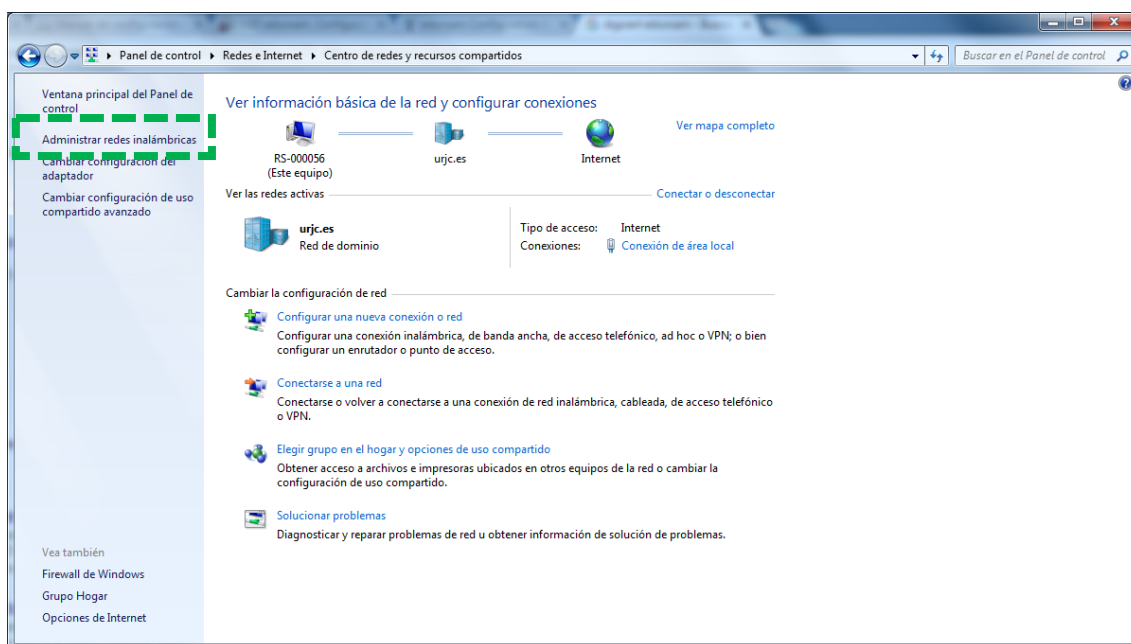 Panel de control ▸ Redes e Internet ▸ Centro de redes y recursos compartidos
Buscar en el Panel de control
Ventana principal del Panel de
control
Administrar redes inalámbricas
Cambiar configuración del
adaptador
Cambiar configuración de uso
compartido avanzado
Vea también
Firewall de Windows
Grupo Hogar
Opciones de Internet
Ver información básica de la red y configurar conexiones
RS-000056
(Este equipo)
urjc.es
Internet
Ver mapa completo
Ver las redes activas
Conectar o desconectar
urjc.es
Red de dominio
Tipo de acceso: Internet
Conexiones: Conexión de área local
Cambiar la configuración de red
Configurar una nueva conexión o red
Configurar una conexión inalámbrica, de banda ancha, de acceso telefónico, ad hoc o VPN; o bien
configurar un enrutador o punto de acceso.
Conectarse a una red
Conectarse o volver a conectarse a una conexión de red inalámbrica, cableada, de acceso telefónico
o VPN.
Elegir grupo en el hogar y opciones de uso compartido
Obtener acceso a archivos e impresoras ubicados en otros equipos de la red o cambiar la
configuración de uso compartido.
Solucionar problemas
Diagnosticar y reparar problemas de red u obtener información de solución de problemas.